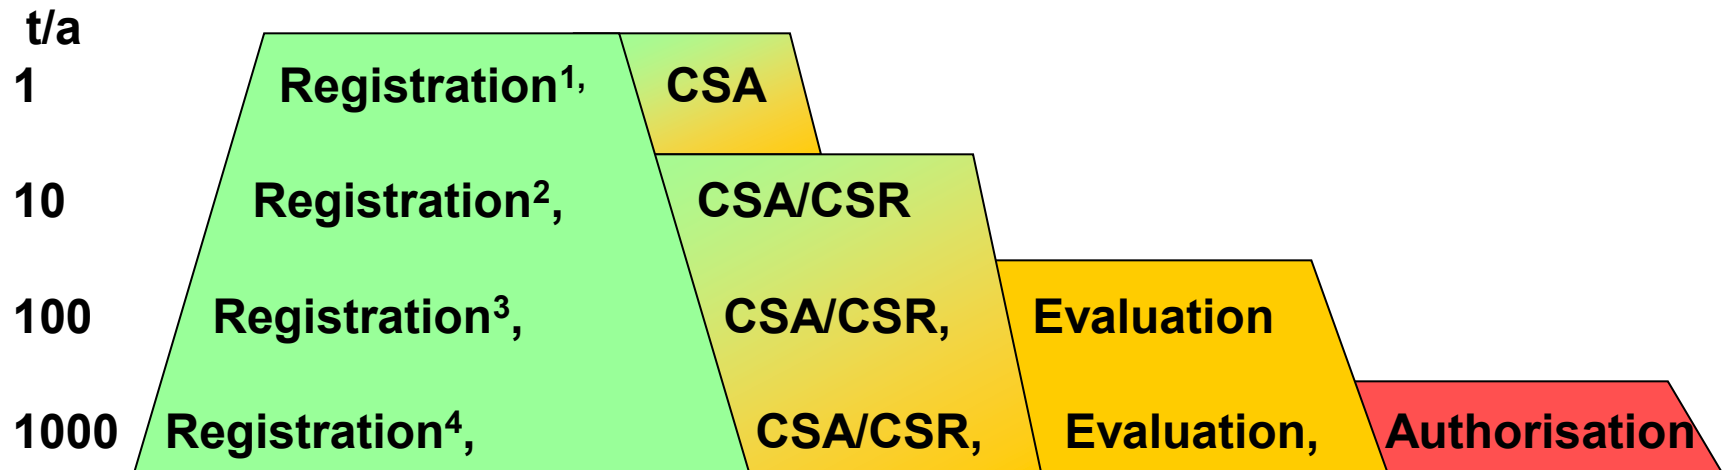 t/a
1 Registration¹, CSA
10 Registration², CSA/CSR
100 Registration³, CSA/CSR, Evaluation
1000 Registration⁴, CSA/CSR, Evaluation, Authorisation